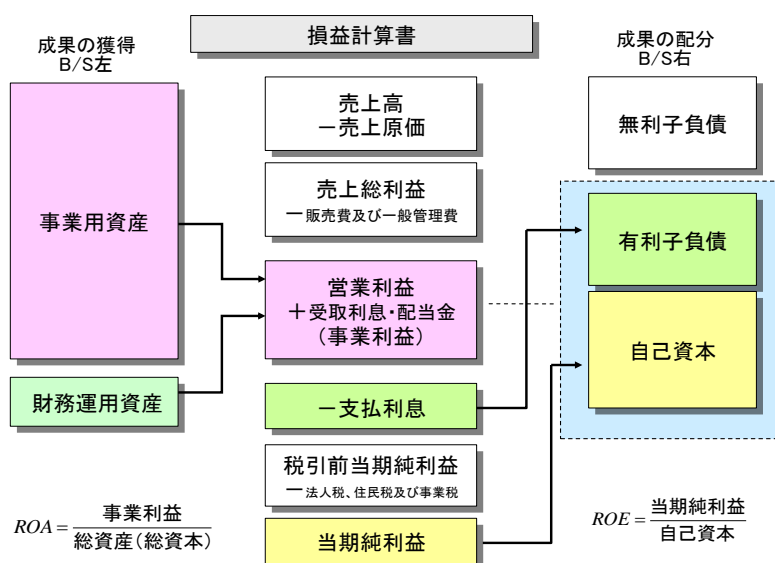 損益計算書
成果の獲得
B/S左
事業用資産
財務運用資産
売上高
－売上原価
売上総利益
－販売費及び一般管理費
営業利益
＋受取利息・配当金
（事業利益）
－支払利息
税引前当期純利益
－法人税、住民税及び事業税
当期純利益
成果の配分
B/S右
無利子負債
有利子負債
自己資本
ROA＝事業利益/総資産（総資本）
ROE＝当期純利益/自己資本